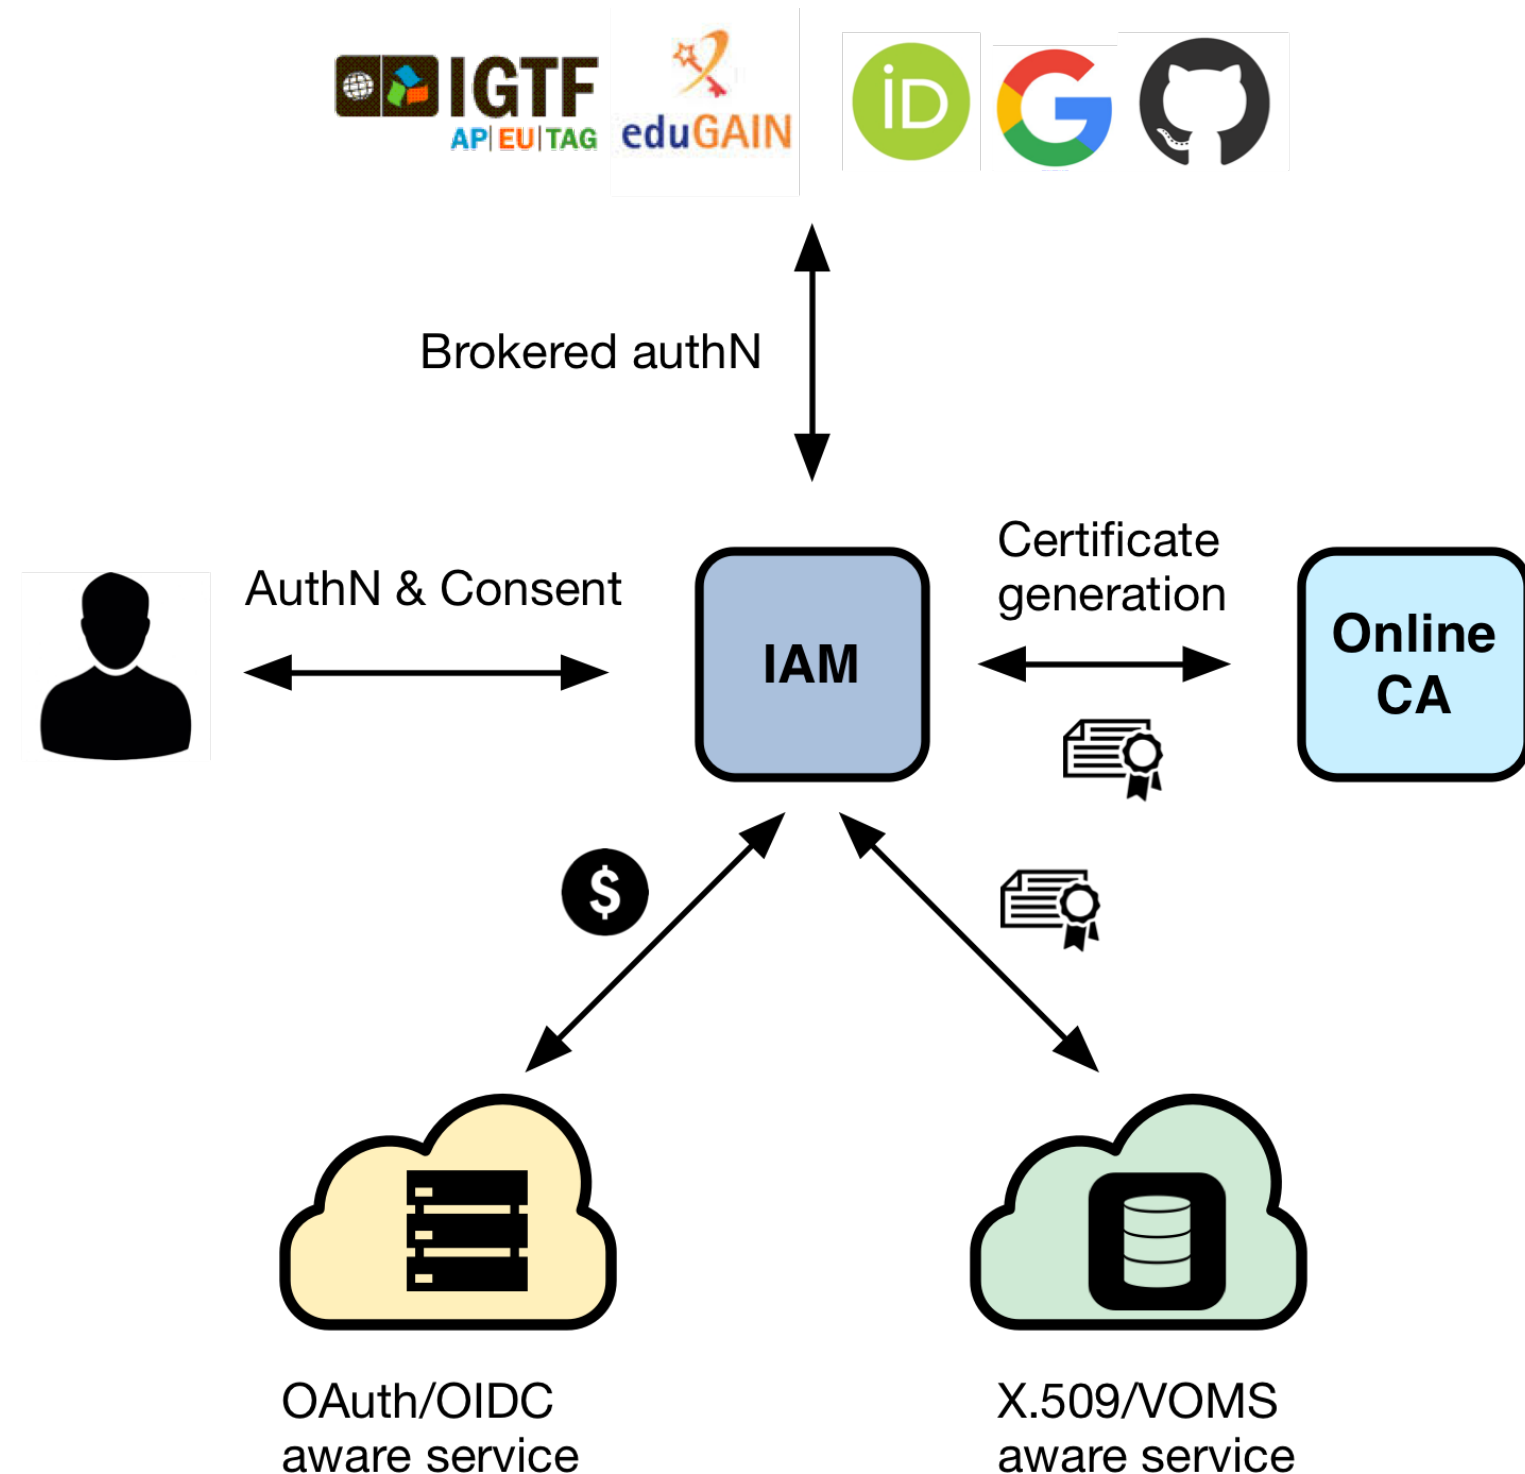 IGTF
AP|EU|TAG
eduGAIN
iD
G
Brokered authN
AuthN & Consent
Certificate
generation
IAM
Online
CA
$
OAuth/OIDC
aware service
X.509/VOMS
aware service